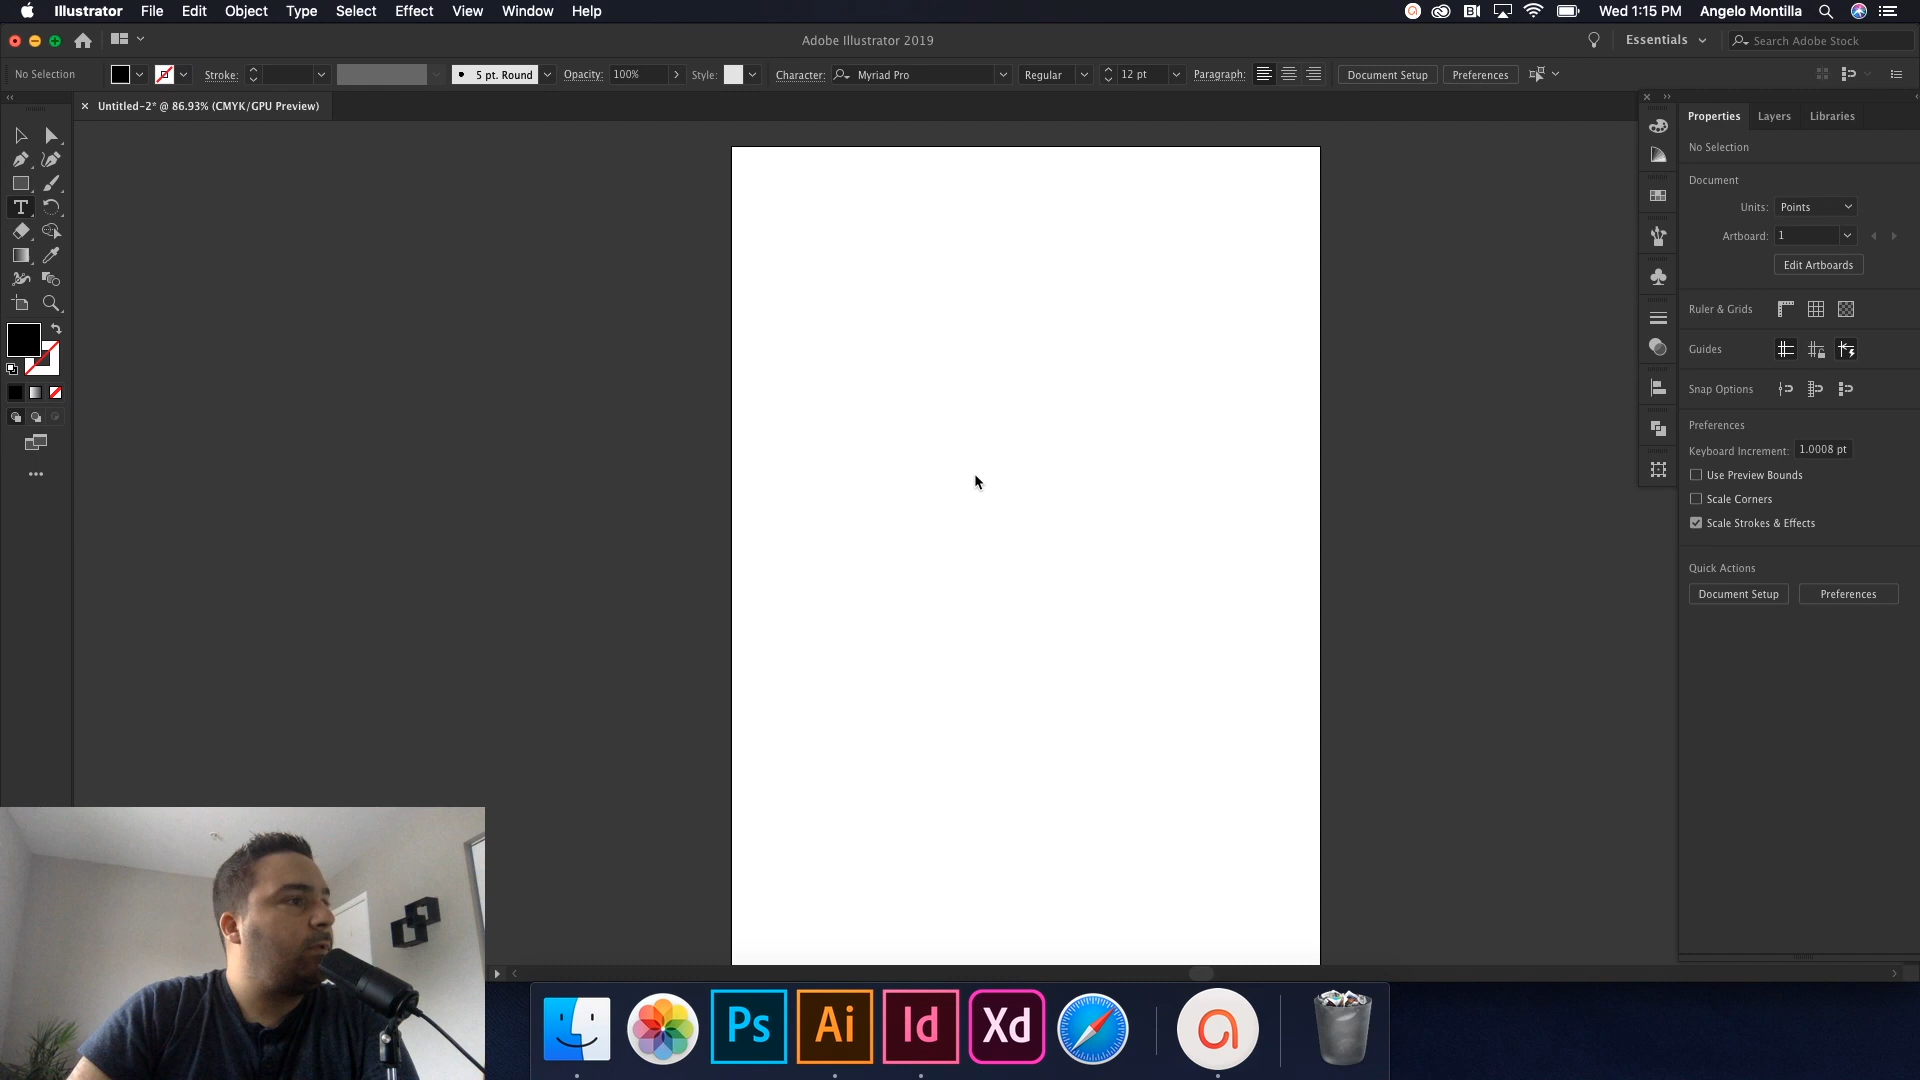 Illustrator File Edit Object Type Select Effect View Window Help
Wed 1:15 PM Angelo Montilla
Adobe Illustrator 2019
Essentials
Search Adobe Stock
No Selection
Stroke:
5 pt. Round
Opacity: 100%
Style:
Character: Myriad Pro
Regular
12 pt
Paragraph:
Document Setup
Preferences
Untitled-2* @ 86.93% (CMYK/GPU Preview)
Properties Layers Libraries
No Selection
Document
Units: Points
Artboard: 1
Edit Artboards
Ruler & Grids
Guides
Snap Options
Preferences
Keyboard Increment: 1.0008 pt
Use Preview Bounds
Scale Corners
Scale Strokes & Effects
Quick Actions
Document Setup
Preferences
T
Ps Ai Id Xd